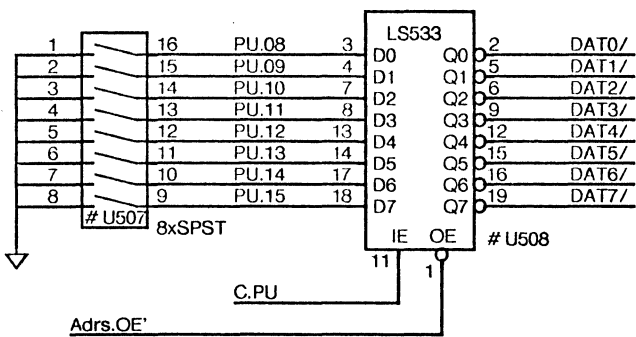 LS533
1 16 PU.08 3 D0 Q0 2 DAT0/
2 15 PU.09 4 D1 Q1 5 DAT1/
3 14 PU.10 7 D2 Q2 6 DAT2/
4 13 PU.11 8 D3 Q3 9 DAT3/
5 12 PU.12 13 D4 Q4 12 DAT4/
6 11 PU.13 14 D5 Q5 15 DAT5/
7 10 PU.14 17 D6 Q6 16 DAT6/
8 9 PU.15 18 D7 Q7 19 DAT7/
# U507 8xSPST
IE OE # U508
11 1
C.PU
Adrs.OE'